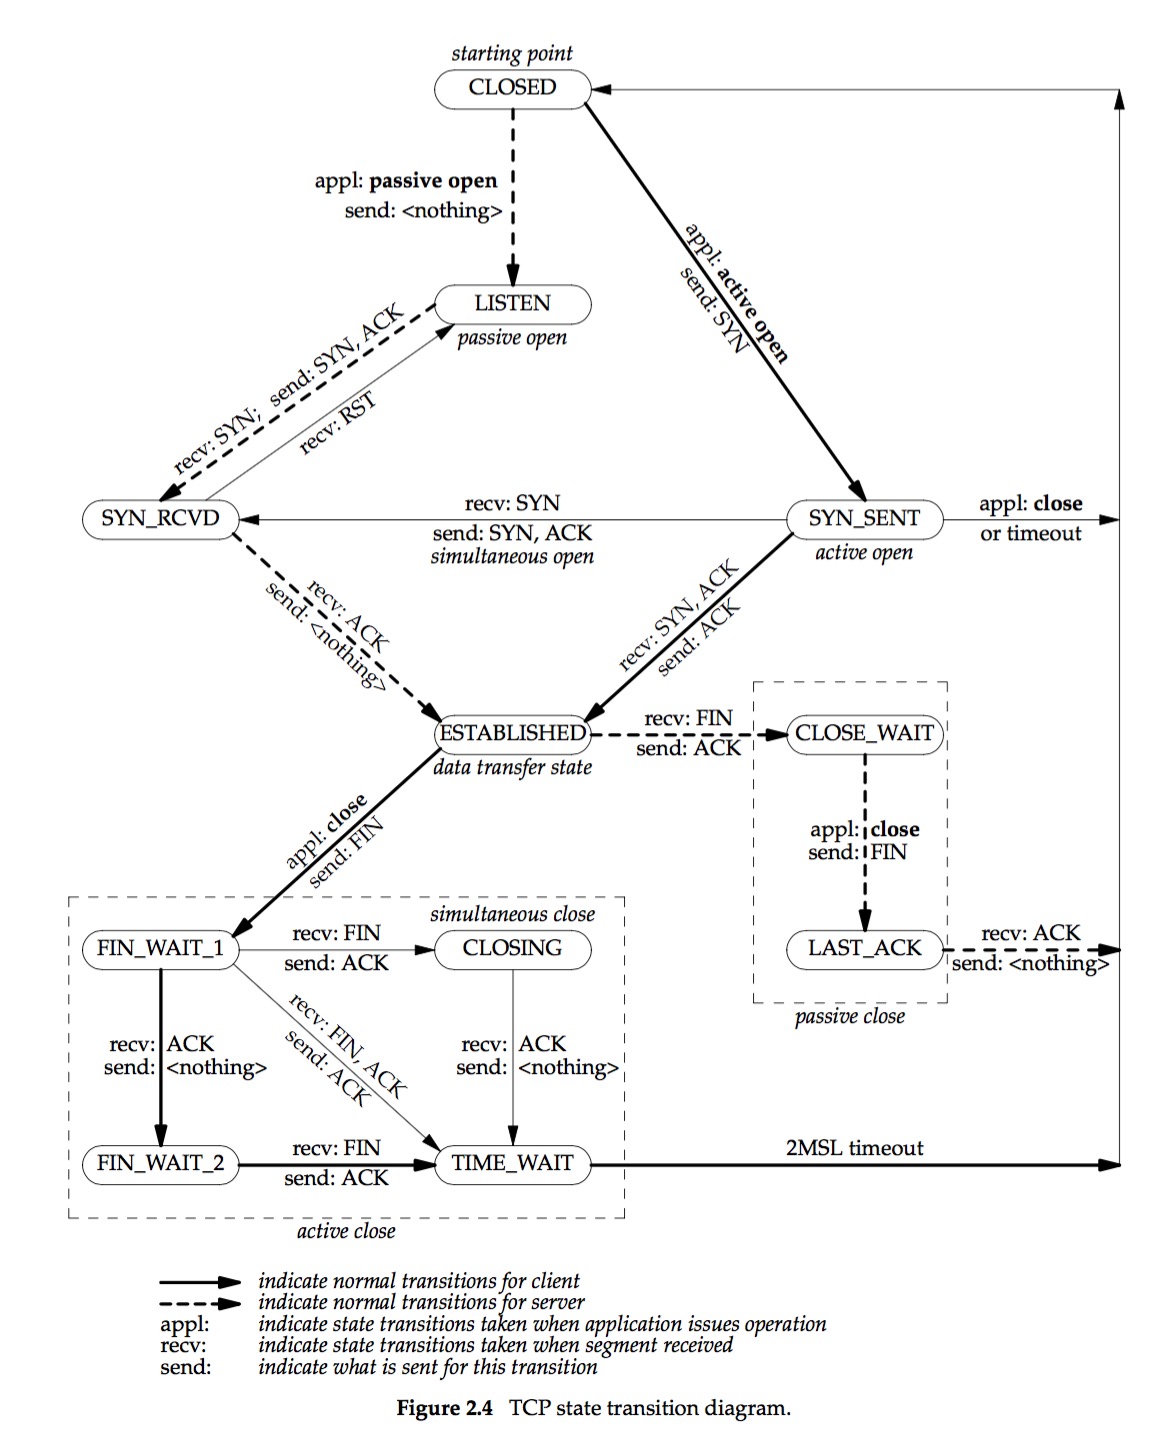 starting point
CLOSED
appl: passive open
send: <nothing>
appl: active open
send: SYN
LISTEN
passive open
recv: SYN; send: SYN, ACK
recv: RST
SYN_RCVD
recv: SYN
send: SYN, ACK
simultaneous open
SYN_SENT
active open
appl: close
or timeout
recv: ACK
send: <nothing>
recv: SYN, ACK
send: ACK
ESTABLISHED
data transfer state
recv: FIN
send: ACK
CLOSE_WAIT
appl: close
send: FIN
appl: close
send: FIN
simultaneous close
FIN_WAIT_1
recv: FIN
send: ACK
CLOSING
LAST_ACK
recv: ACK
send: <nothing>
passive close
recv: ACK
send: <nothing>
recv: FIN, ACK
send: ACK
recv: ACK
send: <nothing>
FIN_WAIT_2
recv: FIN
send: ACK
TIME_WAIT
2MSL timeout
active close
indicate normal transitions for client
indicate normal transitions for server
appl: indicate state transitions taken when application issues operation
recv: indicate state transitions taken when segment received
send: indicate what is sent for this transition
Figure 2.4 TCP state transition diagram.